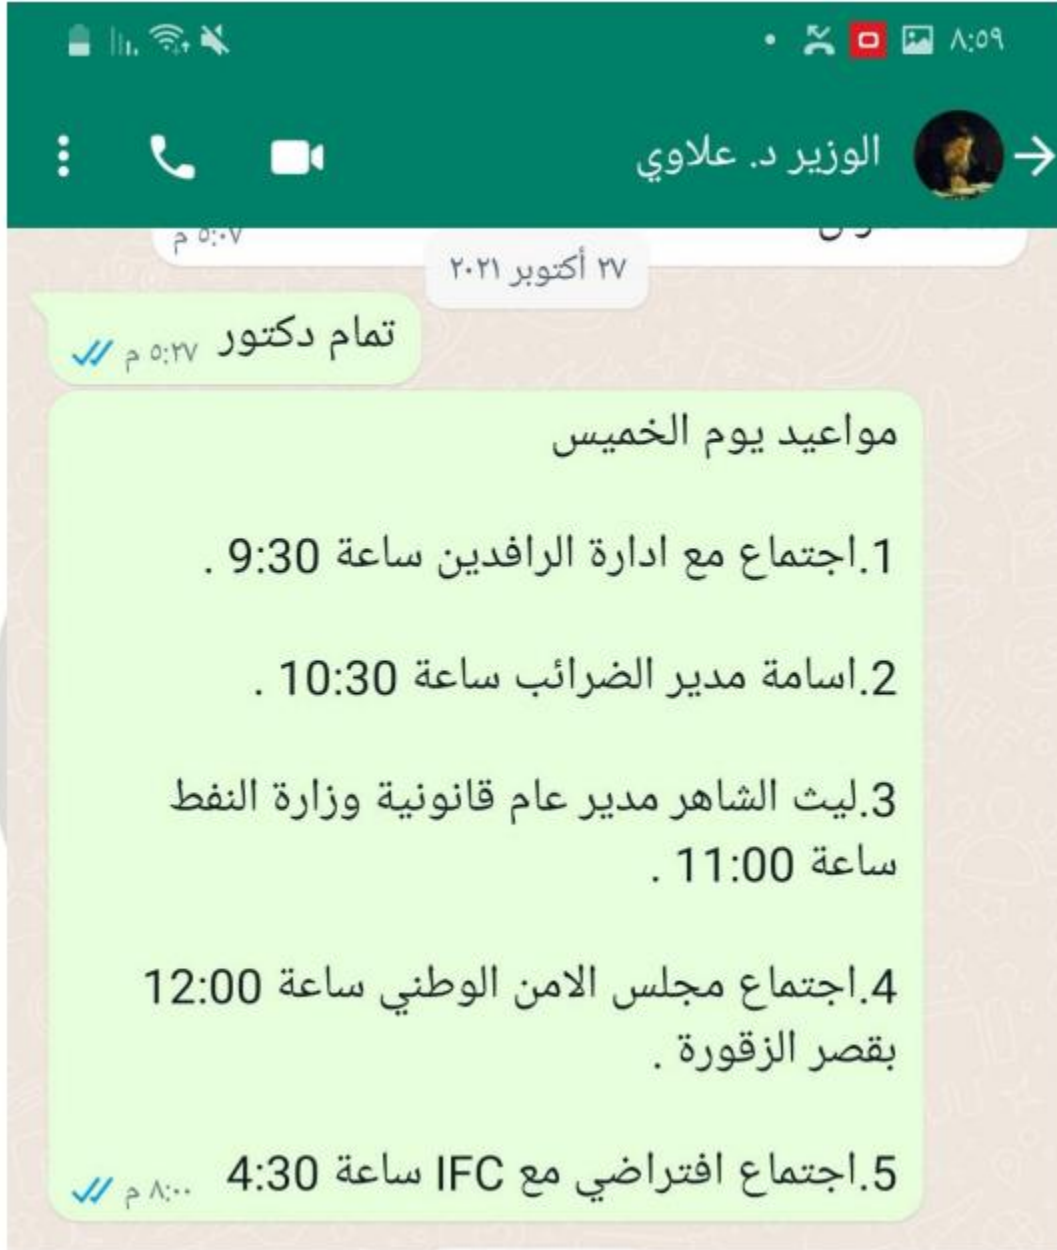 ٨:٥٩
الوزير د. علاوي
٥:٠٧ م
٢٧ أكتوبر ٢٠٢١
تمام دكتور ٥:٢٧ م
مواعيد يوم الخميس
1.اجتماع مع ادارة الرافدين ساعة 9:30 .
2.اسامة مدير الضرائب ساعة 10:30 .
3.ليث الشاهر مدير عام قانونية وزارة النفط
ساعة 11:00 .
4.اجتماع مجلس الامن الوطني ساعة 12:00
بقصر الزقورة .
5.اجتماع افتراضي مع IFC ساعة 4:30 ٨:٠٠ م